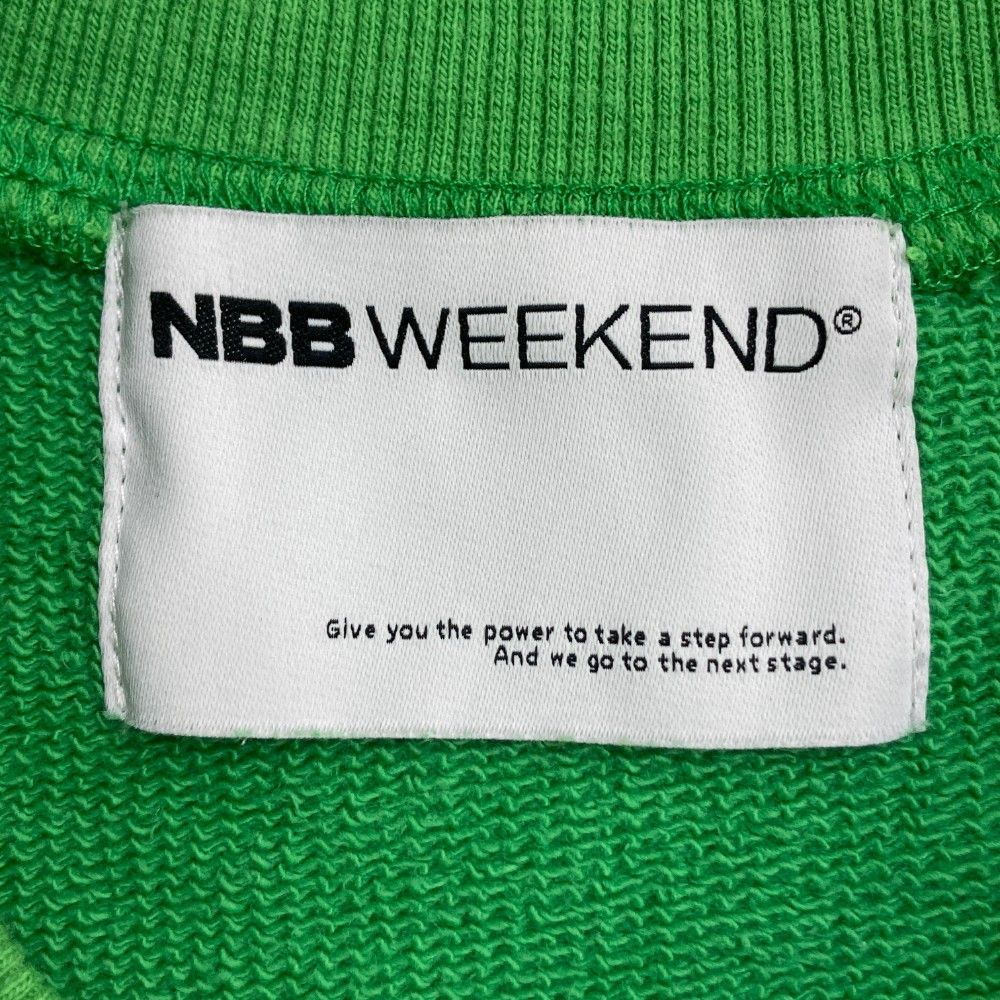 NBB WEEKEND®
Give you the power to take a step forward.
And we go to the next stage.